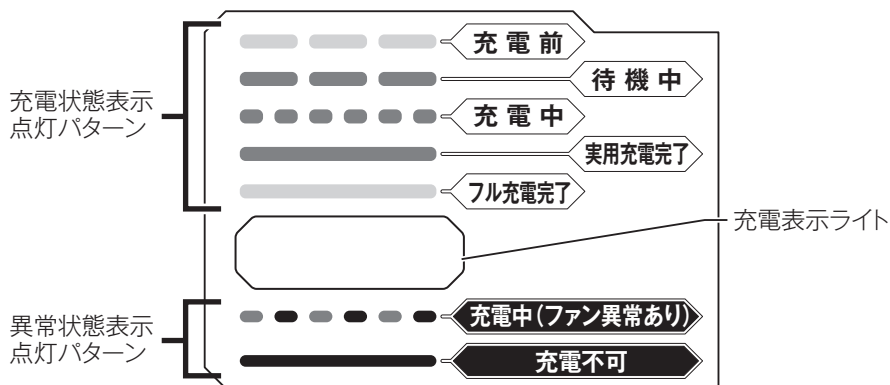 充電状態表示
点灯パターン
充電前
待機中
充電中
実用充電完了
フル充電完了
充電表示ライト
異常状態表示
点灯パターン
充電中(ファン異常あり)
充電不可